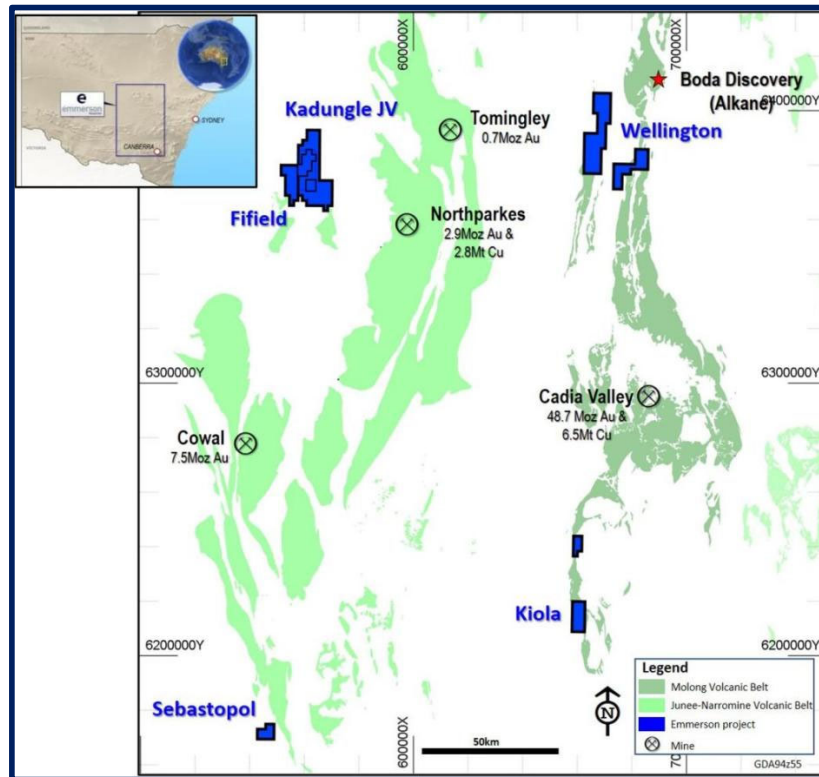 e
emmerson
SYDNEY
CANBERRA
600000X
700000X
6400000Y
Boda Discovery
(Alkane)
Kadungle JV
Tomingley
0.7Moz Au
Wellington
Fifield
Northparkes
2.9Moz Au &
2.8Mt Cu
6300000Y
6300000Y
Cadia Valley
48.7 Moz Au &
6.5Mt Cu
Cowal
7.5Moz Au
Kiola
6200000Y
6200000Y
Sebastopol
N
600000X
50km
Legend
Molong Volcanic Belt
Junee-Narromine Volcanic Belt
Emmerson project
Mine
GDA94z55